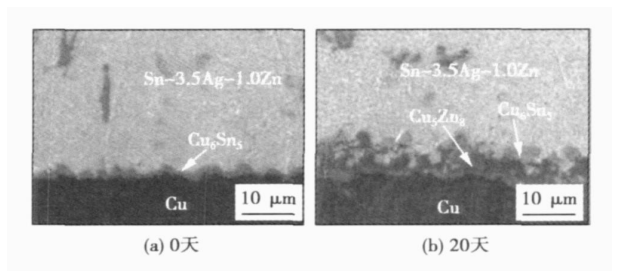 Sn-3.5Ag-1.0Zn
Cu₆Sn₅
Cu
10 μm
(a) 0天
Sn-3.5Ag-1.0Zn
Cu₅Zn₈
Cu₆Sn₅
Cu
10 μm
(b) 20天